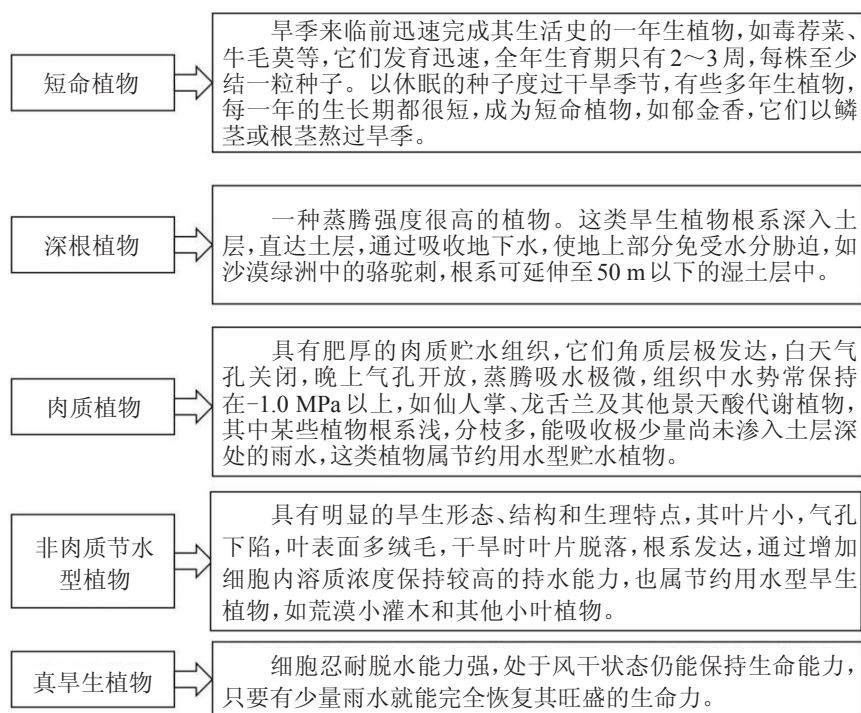 短命植物
旱季来临前迅速完成其生活史的一年生植物,如毒荐菜、
牛毛莫等,它们发育迅速,全年生育期只有2~3周,每株至少
结一粒种子。以休眠的种子度过干旱季节,有些多年生植物,
每一年的生长期都很短,成为短命植物,如郁金香,它们以鳞
茎或根茎熬过旱季。
深根植物
一种蒸腾强度很高的植物。这类旱生植物根系深入土
层,直达土层,通过吸收地下水,使地上部分免受水分胁迫,如
沙漠绿洲中的骆驼刺,根系可延伸至50 m以下的湿土层中。
肉质植物
具有肥厚的肉质贮水组织,它们角质层极发达,白天气
孔关闭,晚上气孔开放,蒸腾吸水极微,组织中水势常保持
在-1.0 MPa以上,如仙人掌、龙舌兰及其他景天酸代谢植物,
其中某些植物根系浅,分枝多,能吸收极少量尚未渗入土层深
处的雨水,这类植物属节约用水型贮水植物。
非肉质节水
型植物
具有明显的旱生形态、结构和生理特点,其叶片小,气孔
下陷,叶表面多绒毛,干旱时叶片脱落,根系发达,通过增加
细胞内溶质浓度保持较高的持水能力,也属节约用水型旱生
植物,如荒漠小灌木和其他小叶植物。
真旱生植物
细胞忍耐脱水能力强,处于风干状态仍能保持生命能力,
只要有少量雨水就能完全恢复其旺盛的生命力。